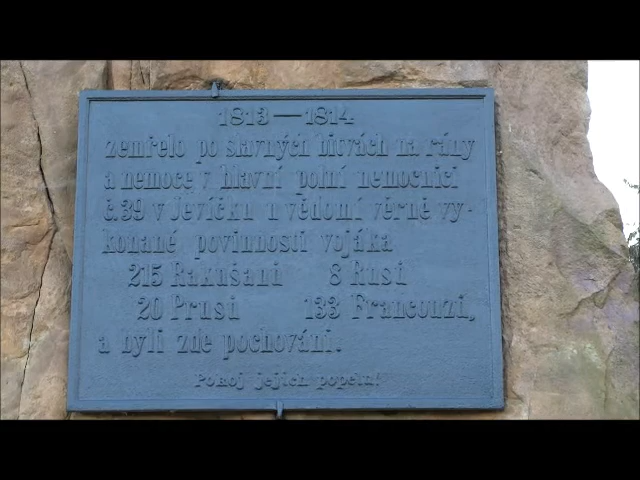 1813—1814
zemřelo po slavných bitvách na rány
a nemoce v hlavní polní nemocnici
č.39 v Jevíčku u vědomí věrně vy-
konané povinnosti vojáka
215 Rakušani 8 Rusi
20 Prusi 133 Francouzi,
a byli zde pochováni.
Pokoj jejich popelu!